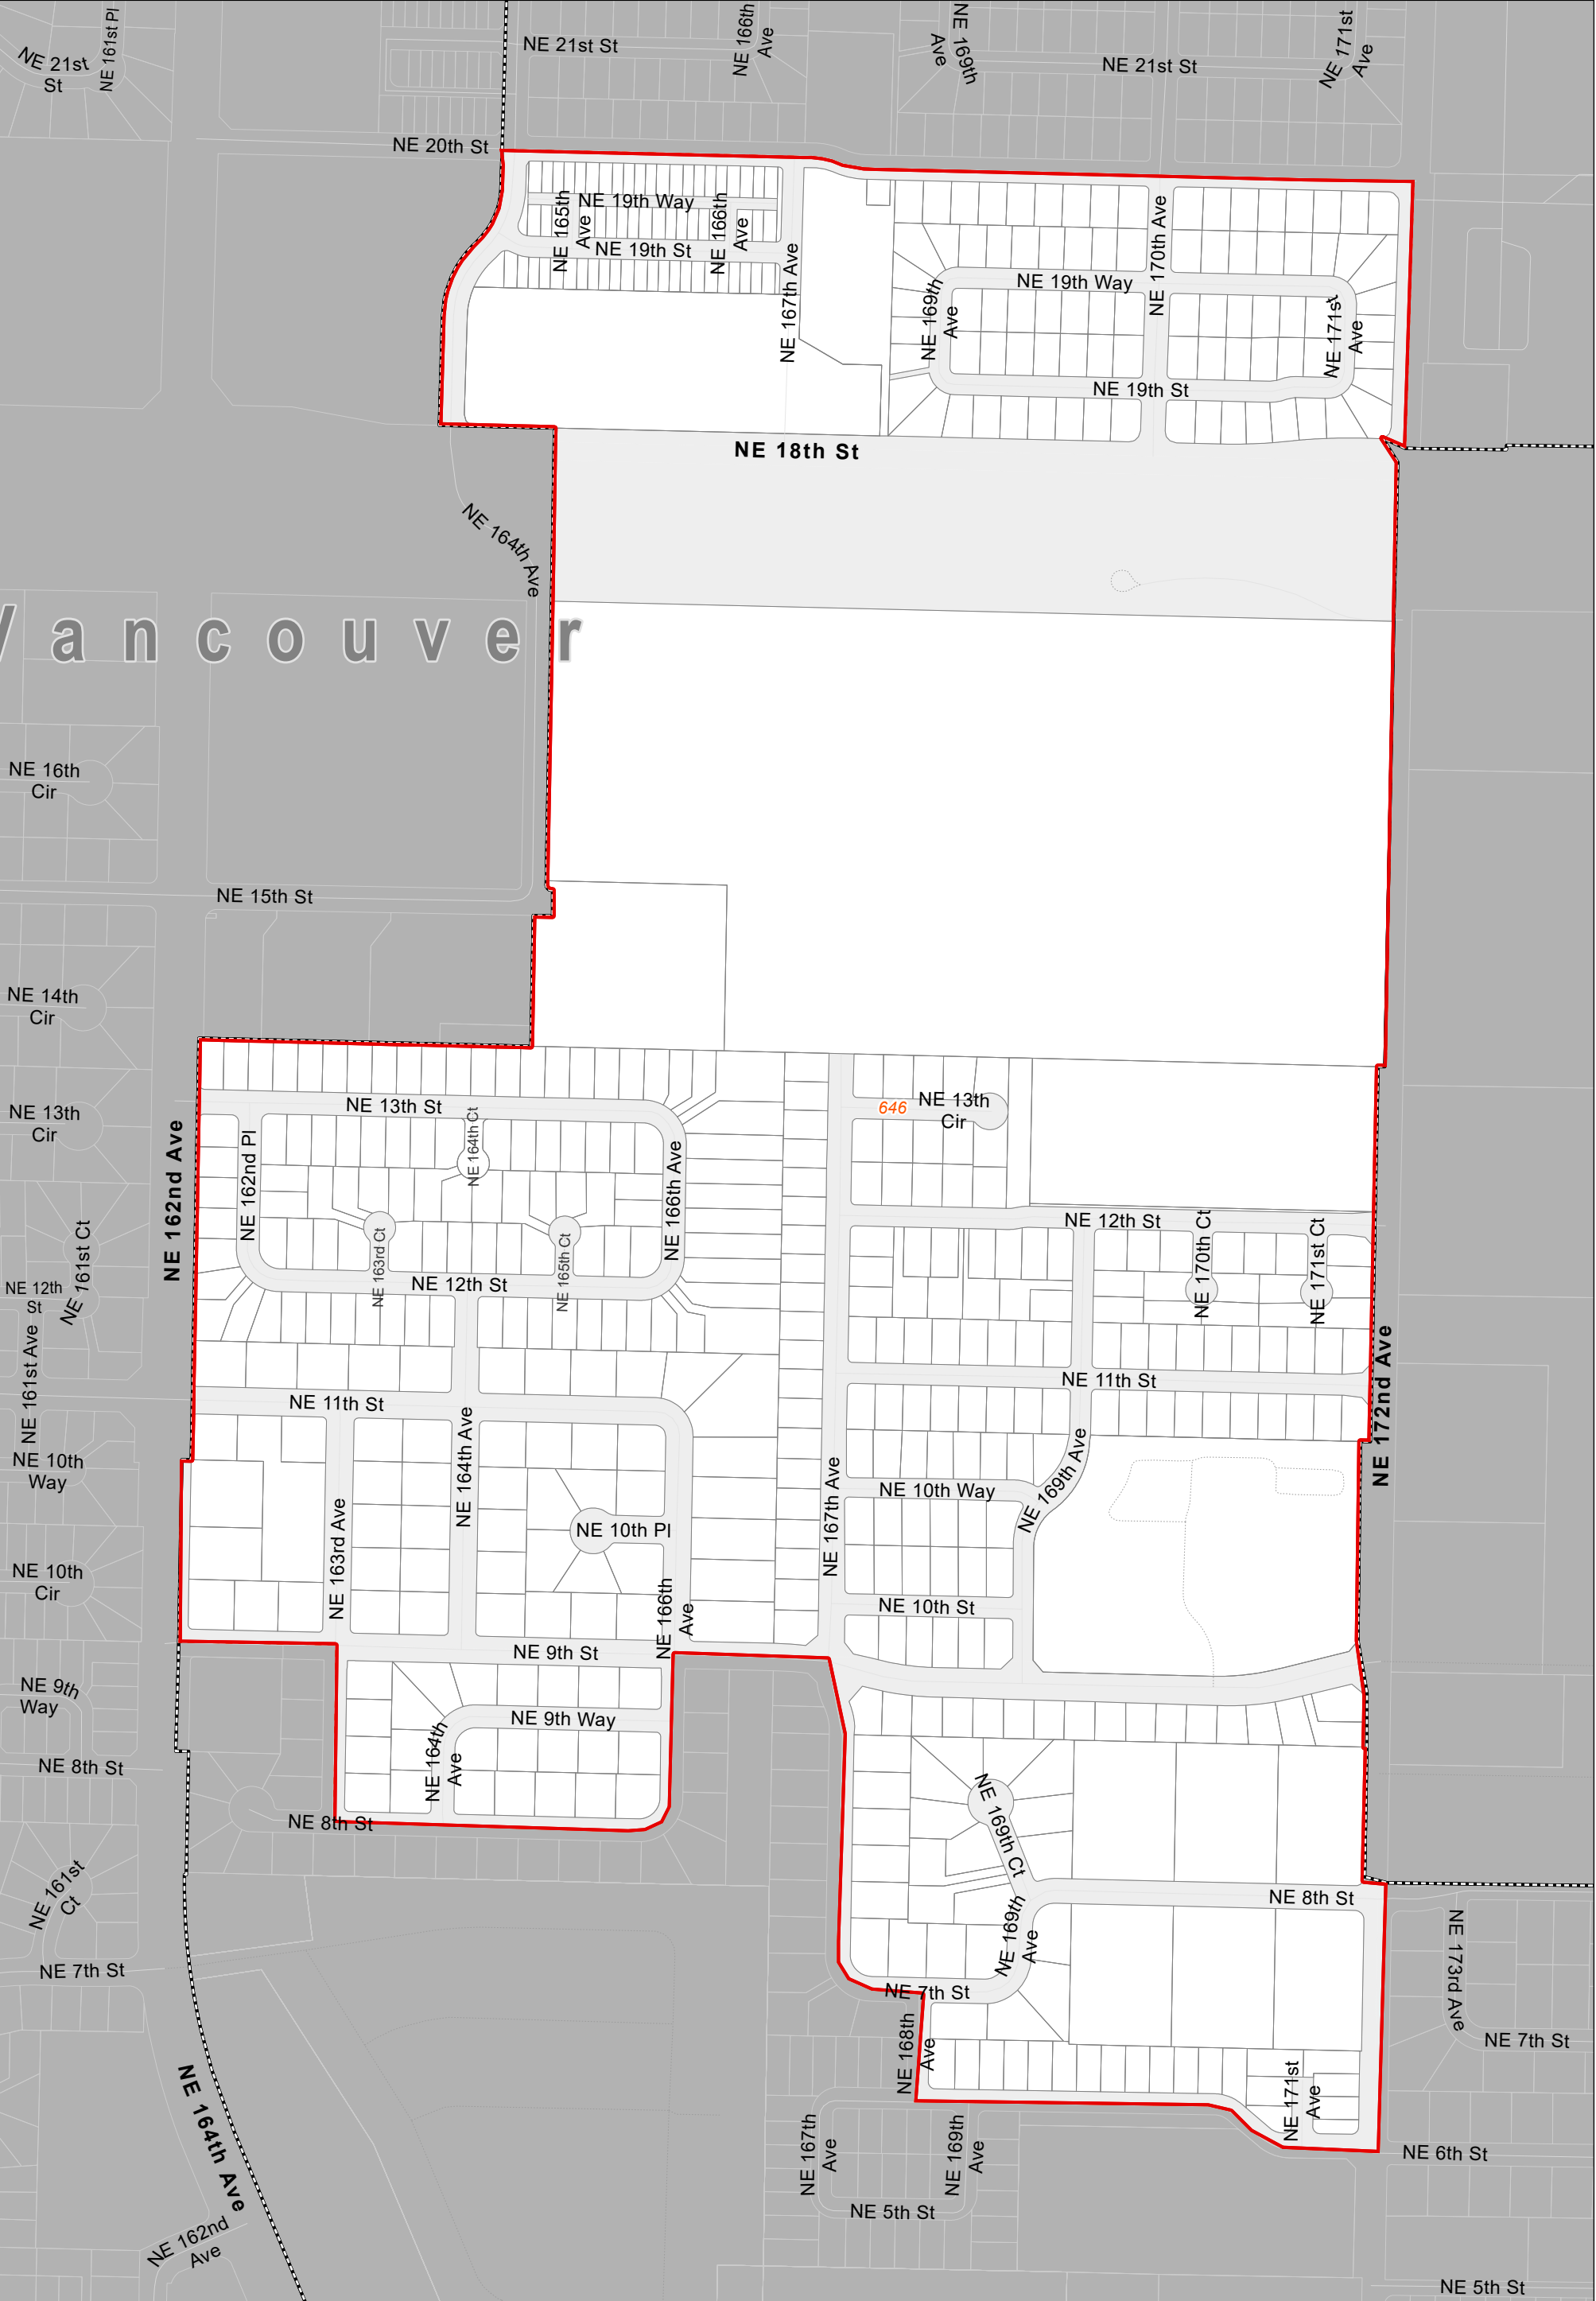 NE 21st
St
NE 161st Pl
NE 21st St
NE 166th
Ave
NE 169th
Ave
NE 21st St
NE 171st
Ave
NE 20th St
NE 165th
Ave
NE 19th Way
NE 166th
Ave
NE 19th St
NE 167th Ave
NE 170th Ave
NE 19th Way
NE 169th
Ave
NE 171st
Ave
NE 19th St
NE 18th St
NE 164th Ave
Vancouver
NE 16th
Cir
NE 15th St
NE 14th
Cir
NE 13th
Cir
NE 162nd Ave
NE 13th St
NE 164th Ct
646
NE 13th
Cir
NE 162nd Pl
NE 166th Ave
NE 161st Ct
NE 163rd Ct
NE 165th Ct
NE 12th St
NE 12th St
NE 170th Ct
NE 171st Ct
NE 12th
St
NE 161st Ave
NE 172nd Ave
NE 11th St
NE 11th St
NE 164th Ave
NE 10th
Way
NE 163rd Ave
NE 167th Ave
NE 10th Way
NE 169th Ave
NE 10th Pl
NE 10th
Cir
NE 166th
Ave
NE 10th St
NE 9th St
NE 9th
Way
NE 9th Way
NE 164th
Ave
NE 8th St
NE 8th St
NE 169th Ct
NE 161st
Ct
NE 8th St
NE 169th
Ave
NE 173rd Ave
NE 7th St
NE 7th St
NE 168th
Ave
NE 7th St
NE 171st
Ave
NE 164th Ave
NE 167th
Ave
NE 169th
Ave
NE 6th St
NE 5th St
NE 162nd
Ave
NE 5th St